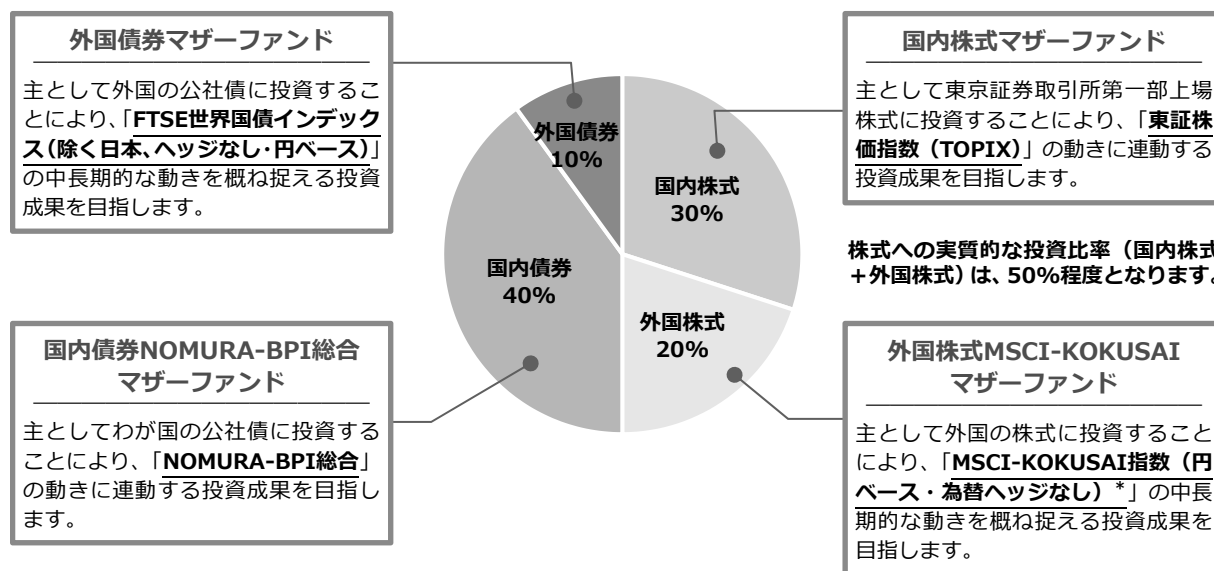 外国債券マザーファンド
主として外国の公社債に投資するこ
とにより、「FTSE世界国債インデック
ス(除く日本、ヘッジなし・円ベース)」
の中長期的な動きを概ね捉える投資
成果を目指します。
国内債券NOMURA-BPI総合
マザーファンド
主としてわが国の公社債に投資する
ことにより、「NOMURA-BPI総合」
の動きに連動する投資成果を目指し
ます。
外国債券
10%
国内株式
30%
国内債券
40%
外国株式
20%
国内株式マザーファンド
主として東京証券取引所第一部上場
株式に投資することにより、「東証株
価指数(TOPIX)」の動きに連動する
投資成果を目指します。
株式への実質的な投資比率(国内株式
+外国株式)は、50%程度となります。
外国株式MSCI-KOKUSAI
マザーファンド
主として外国の株式に投資すること
により、「MSCI-KOKUSAI指数(円
ベース・為替ヘッジなし)*」の中長
期的な動きを概ね捉える投資成果を
目指します。